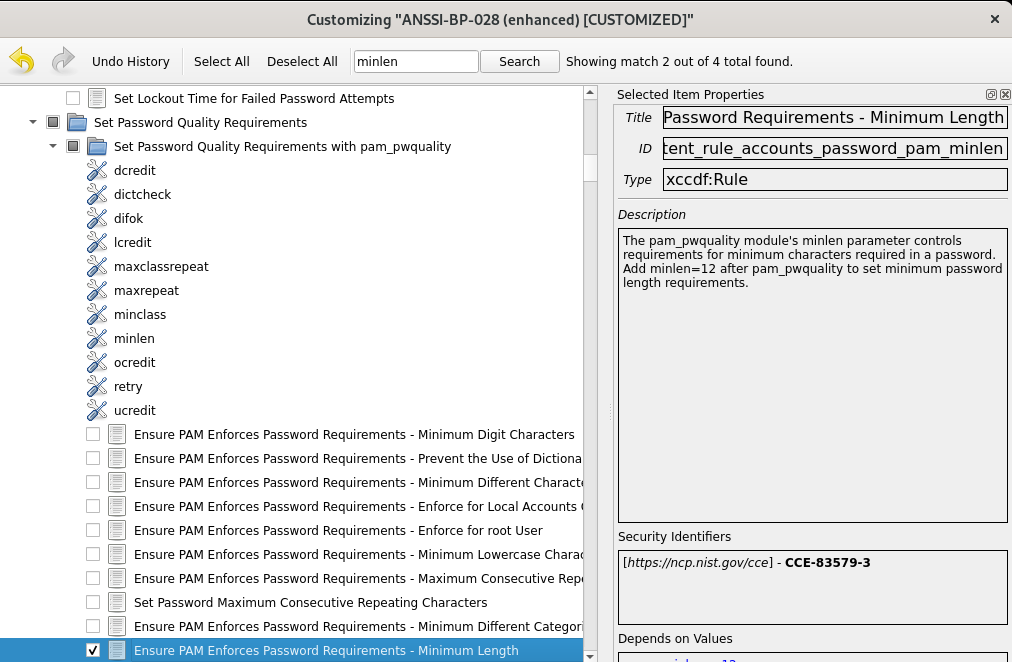 Customizing "ANSSI-BP-028 (enhanced) [CUSTOMIZED]"
Undo History Select All Deselect All minlen Search Showing match 2 out of 4 total found.
Set Lockout Time for Failed Password Attempts
Set Password Quality Requirements
Set Password Quality Requirements with pam_pwquality
dcredit
dictcheck
difok
lcredit
maxclassrepeat
maxrepeat
minclass
minlen
ocredit
retry
ucredit
Ensure PAM Enforces Password Requirements - Minimum Digit Characters
Ensure PAM Enforces Password Requirements - Prevent the Use of Dictiona
Ensure PAM Enforces Password Requirements - Minimum Different Characte
Ensure PAM Enforces Password Requirements - Enforce for Local Accounts
Ensure PAM Enforces Password Requirements - Enforce for root User
Ensure PAM Enforces Password Requirements - Minimum Lowercase Charac
Ensure PAM Enforces Password Requirements - Maximum Consecutive Repe
Set Password Maximum Consecutive Repeating Characters
Ensure PAM Enforces Password Requirements - Minimum Different Categori
Ensure PAM Enforces Password Requirements - Minimum Length
Selected Item Properties
Title Password Requirements - Minimum Length
ID tent_rule_accounts_password_pam_minlen
Type xccdf:Rule
Description
The pam_pwquality module's minlen parameter controls
requirements for minimum characters required in a password.
Add minlen=12 after pam_pwquality to set minimum password
length requirements.
Security Identifiers
[https://ncp.nist.gov/cce] - CCE-83579-3
Depends on Values